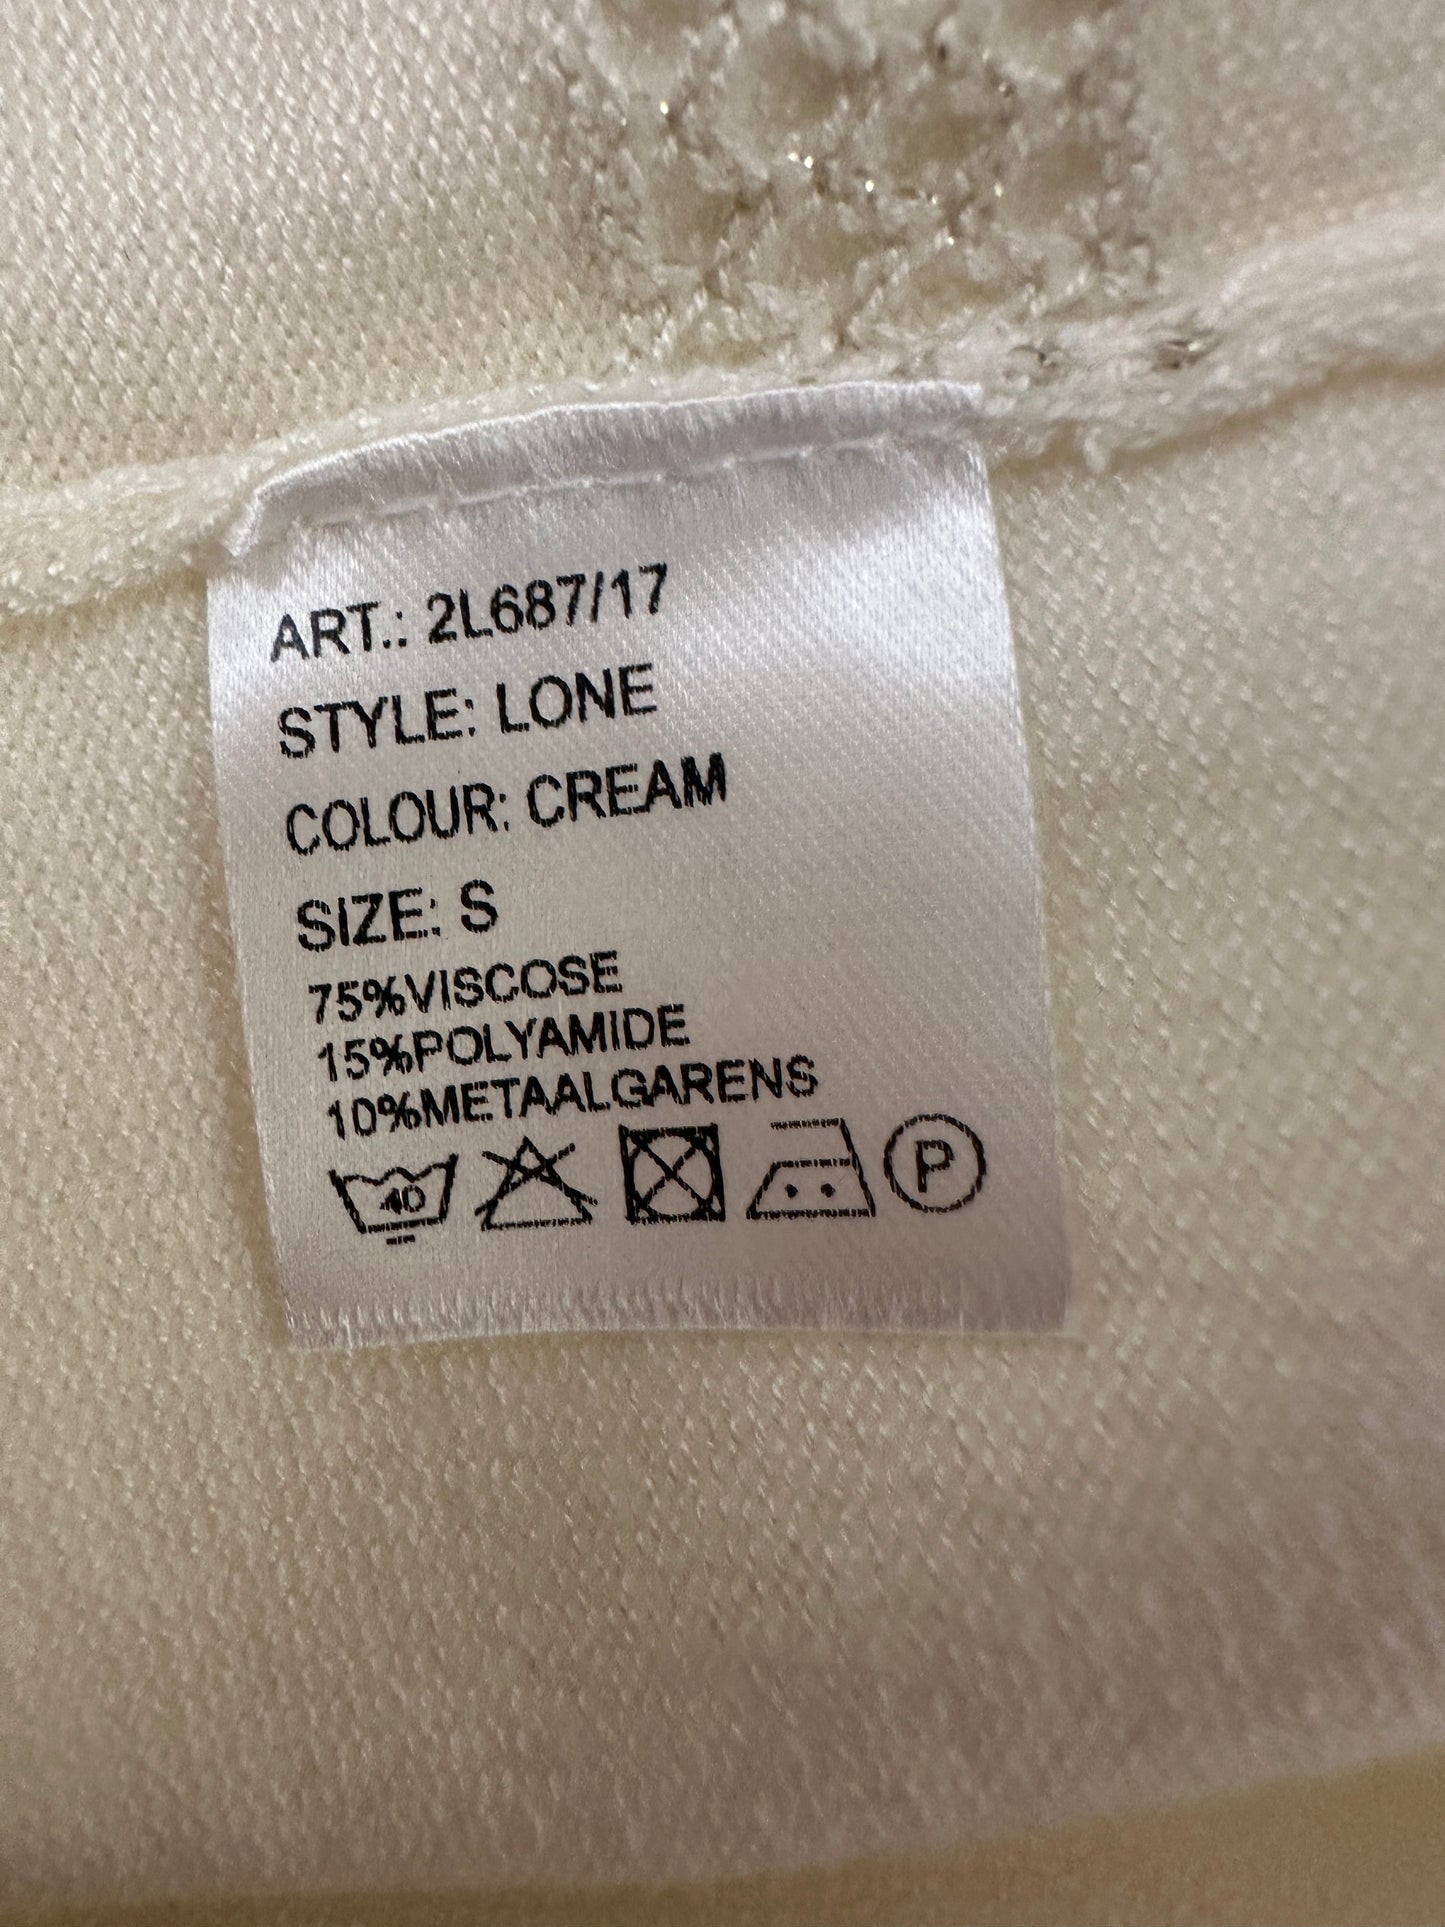 ART.: 2L687/17
STYLE: LONE
COLOUR: CREAM
SIZE: S
75%VISCOSE
15%POLYAMIDE
10%METAALGARENS
40 P